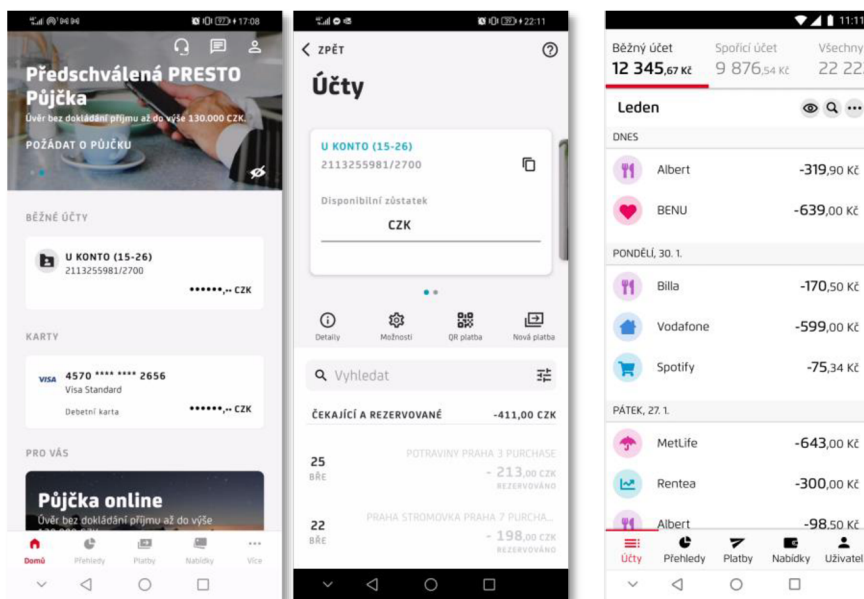 17:08
Předschválená PRESTO
Půjčka
Úvěr bez dokládání příjmu až do výše 130.000 CZK.
POŽÁDAT O PŮJČKU
BĚŽNÉ ÚČTY
U KONTO (15-26)
2113255981/2700
••••••,•• CZK
KARTY
VISA
4570 **** **** 2656
Visa Standard
Debetní karta
••••••,•• CZK
PRO VÁS
Půjčka online
Úvěr bez dokládání příjmu až do výše
Domů Přehledy Platby Nabídky Více
22:11
ZPĚT
Účty
U KONTO (15-26)
2113255981/2700
Disponibilní zůstatek
CZK
Detaily Možnosti QR platba Nová platba
Vyhledat
ČEKAJÍCÍ A REZERVOVANÉ -411,00 CZK
25
BŘE
POTRAVINY PRAHA 3 PURCHASE
- 213,00 CZK
REZERVOVÁNO
22
BŘE
PRAHA STROMOVKA PRAHA 7 PURCHA...
- 198,00 CZK
REZERVOVÁNO
11:11
Běžný účet Spořicí účet Všechny
12 345,67 Kč 9 876,54 Kč 22 22
Leden
DNES
Albert -319,90 Kč
BENU -639,00 Kč
PONDĚLÍ, 30. 1.
Billa -170,50 Kč
Vodafone -599,00 Kč
Spotify -75,34 Kč
PÁTEK, 27. 1.
MetLife -643,00 Kč
Rentea -300,00 Kč
Albert -98,50 Kč
Účty Přehledy Platby Nabídky Uživatel